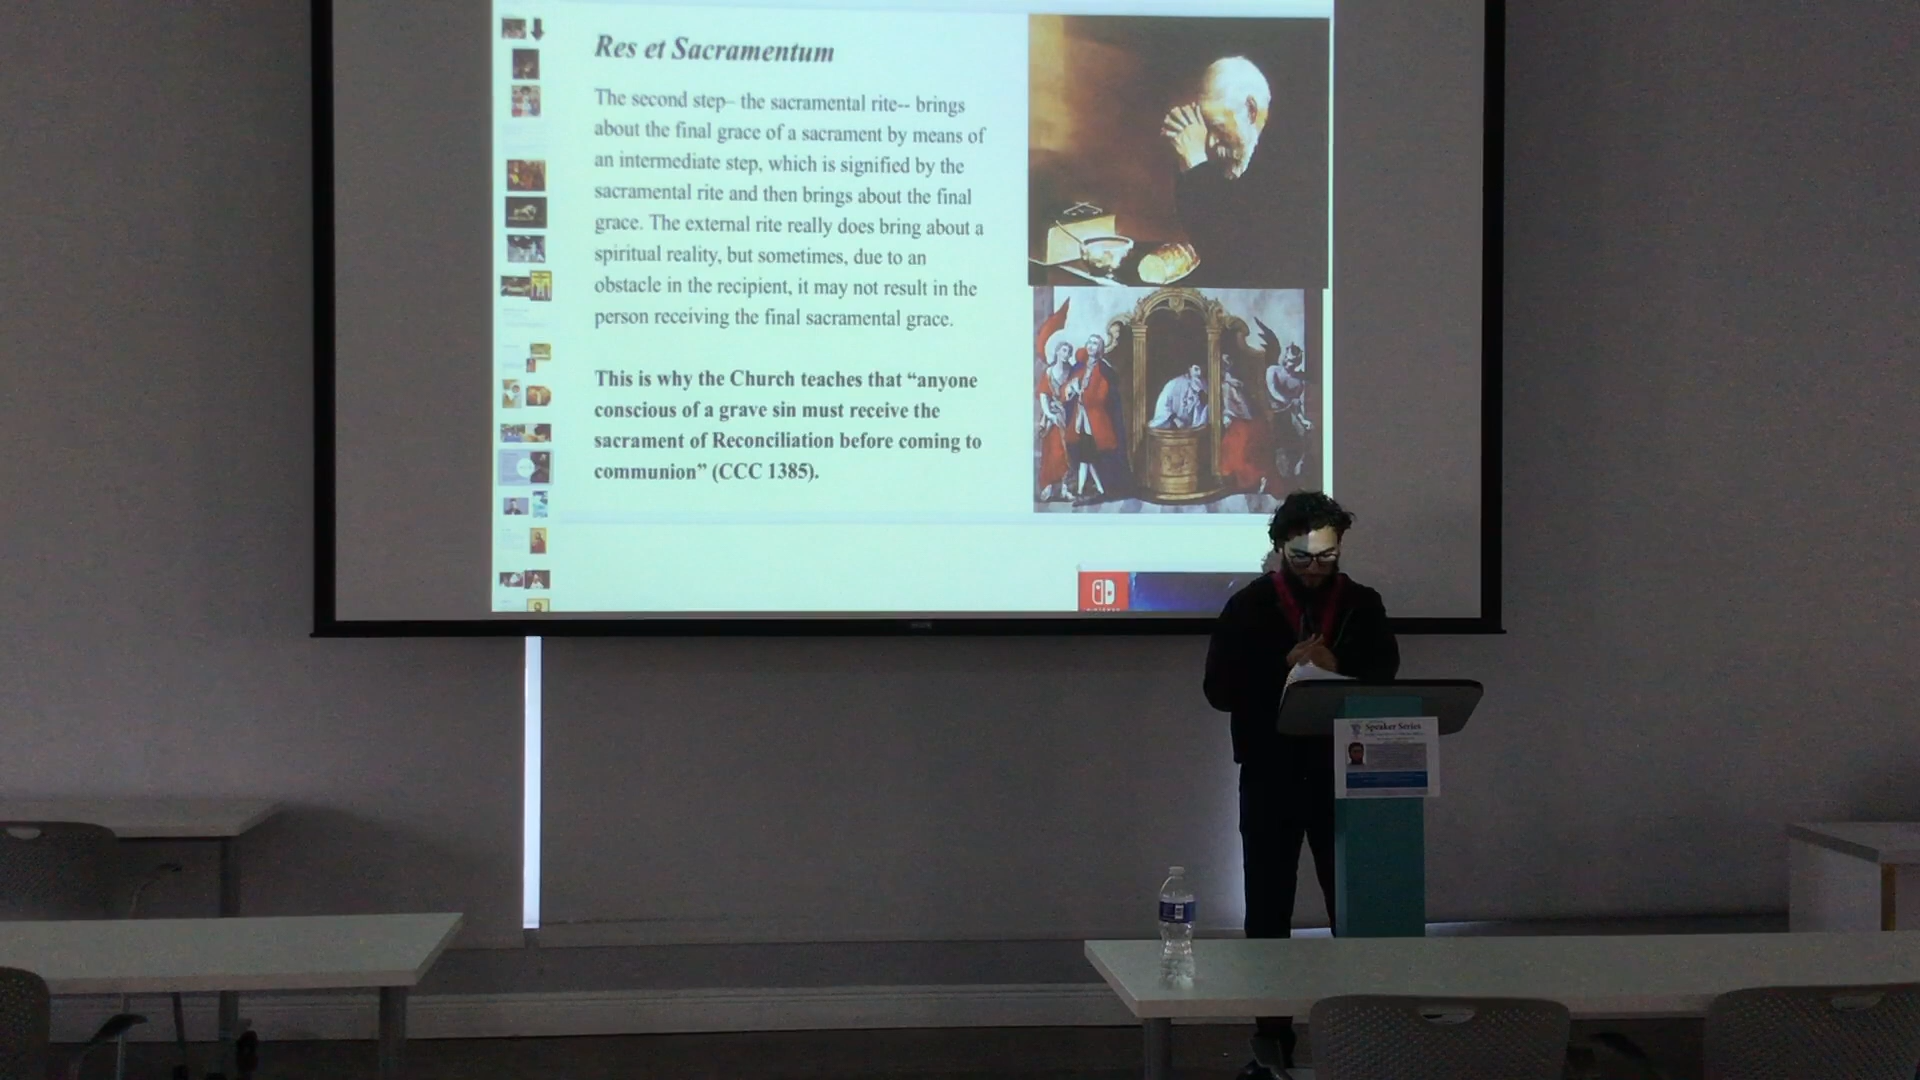 Res et Sacramentum
The second step– the sacramental rite-- brings
about the final grace of a sacrament by means of
an intermediate step, which is signified by the
sacramental rite and then brings about the final
grace. The external rite really does bring about a
spiritual reality, but sometimes, due to an
obstacle in the recipient, it may not result in the
person receiving the final sacramental grace.
This is why the Church teaches that “anyone
conscious of a grave sin must receive the
sacrament of Reconciliation before coming to
communion” (CCC 1385).
Speaker Series